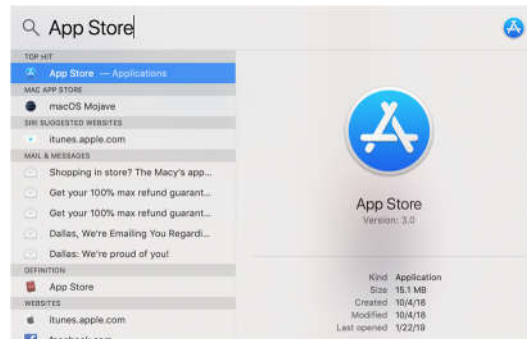 App Store
TOP HIT
App Store — Applications
MAC APP STORE
macOS Mojave
SIRI SUGGESTED WEBSITES
itunes.apple.com
MAIL & MESSAGES
Shopping in store? The Macy's app...
Get your 100% max refund guarant...
Get your 100% max refund guarant...
Dallas, We're Emailing You Regardi...
Dallas: We're proud of you!
DEFINITION
App Store
WEBSITES
itunes.apple.com
App Store
Version: 3.0
Kind Application
Size 15.1 MB
Created 10/4/18
Modified 10/4/18
Last opened 1/22/19